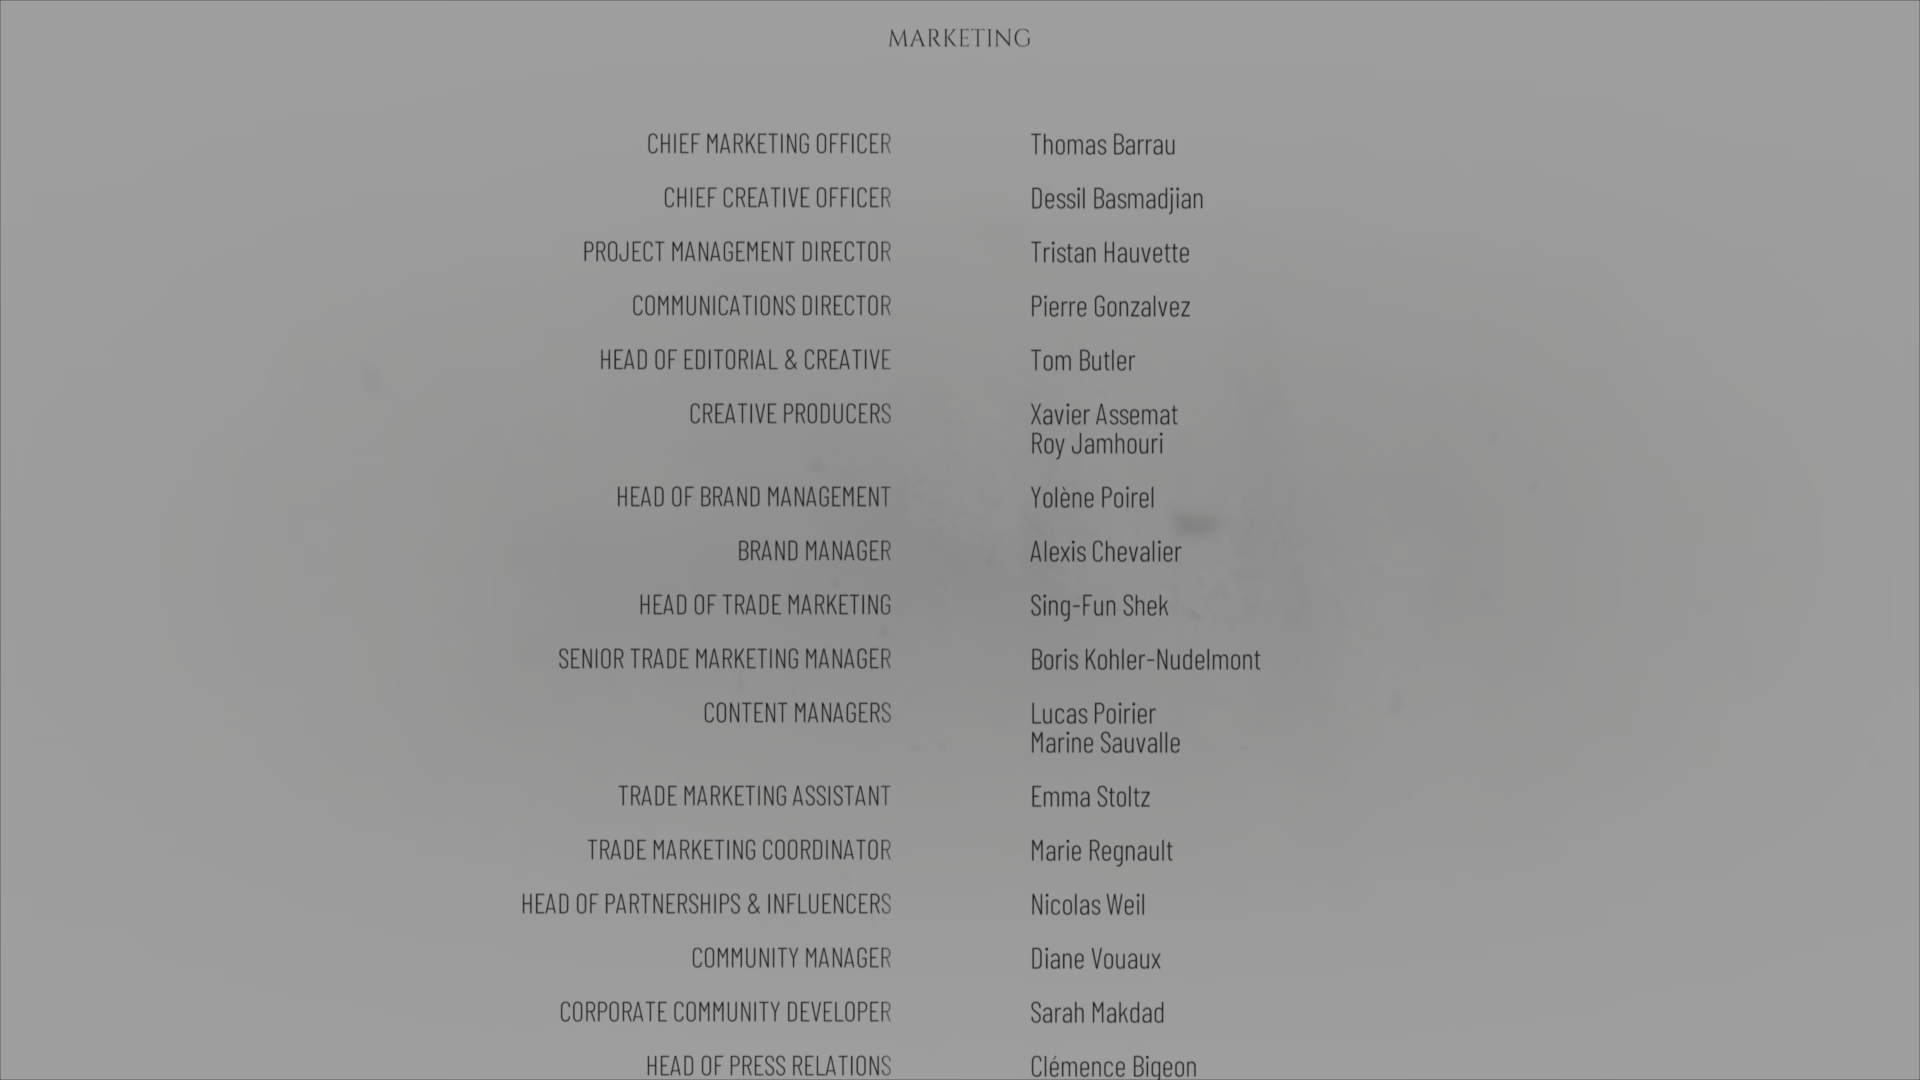 MARKETING
CHIEF MARKETING OFFICER Thomas Barrau
CHIEF CREATIVE OFFICER Dessil Basmadjian
PROJECT MANAGEMENT DIRECTOR Tristan Hauvette
COMMUNICATIONS DIRECTOR Pierre Gonzalvez
HEAD OF EDITORIAL & CREATIVE Tom Butler
CREATIVE PRODUCERS Xavier Assemat
Roy Jamhouri
HEAD OF BRAND MANAGEMENT Yolène Poirel
BRAND MANAGER Alexis Chevalier
HEAD OF TRADE MARKETING Sing-Fun Shek
SENIOR TRADE MARKETING MANAGER Boris Kohler-Nudelmont
CONTENT MANAGERS Lucas Poirier
Marine Sauvalle
TRADE MARKETING ASSISTANT Emma Stoltz
TRADE MARKETING COORDINATOR Marie Regnault
HEAD OF PARTNERSHIPS & INFLUENCERS Nicolas Weil
COMMUNITY MANAGER Diane Vouaux
CORPORATE COMMUNITY DEVELOPER Sarah Makdad
HEAD OF PRESS RELATIONS Clémence Bigeon